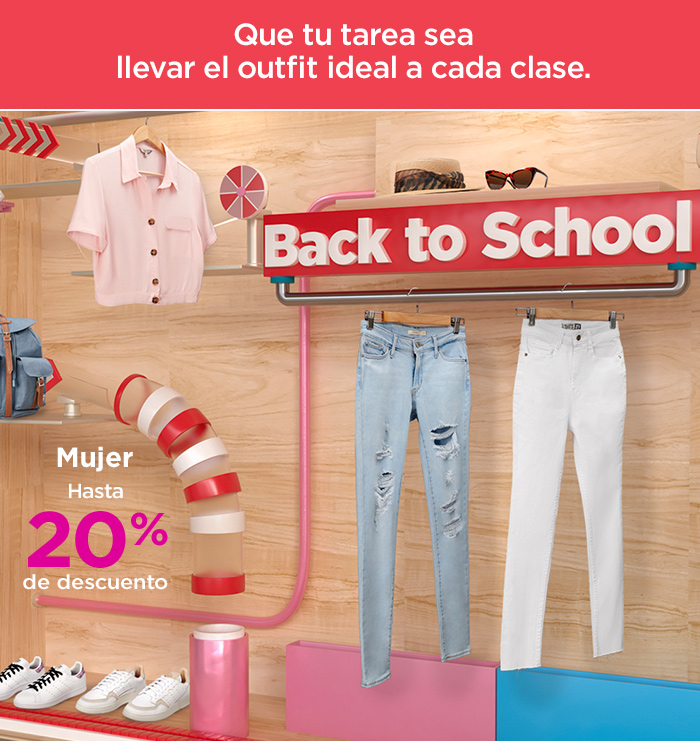 Que tu tarea sea
llevar el outfit ideal a cada clase.
Back to School
Mujer
Hasta
20%
de descuento